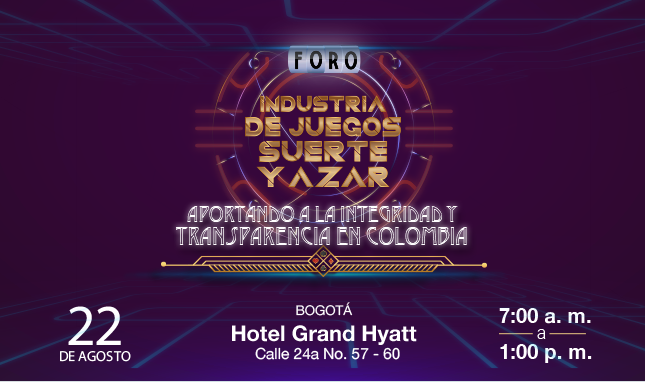 FORO
INDUSTRIA
DE JUEGOS
SUERTE
Y AZAR
APORTANDO A LA INTEGRIDAD Y
TRANSPARENCIA EN COLOMBIA
22
DE AGOSTO
BOGOTÁ
Hotel Grand Hyatt
Calle 24a No. 57 - 60
7:00 a. m.
a
1:00 p. m.